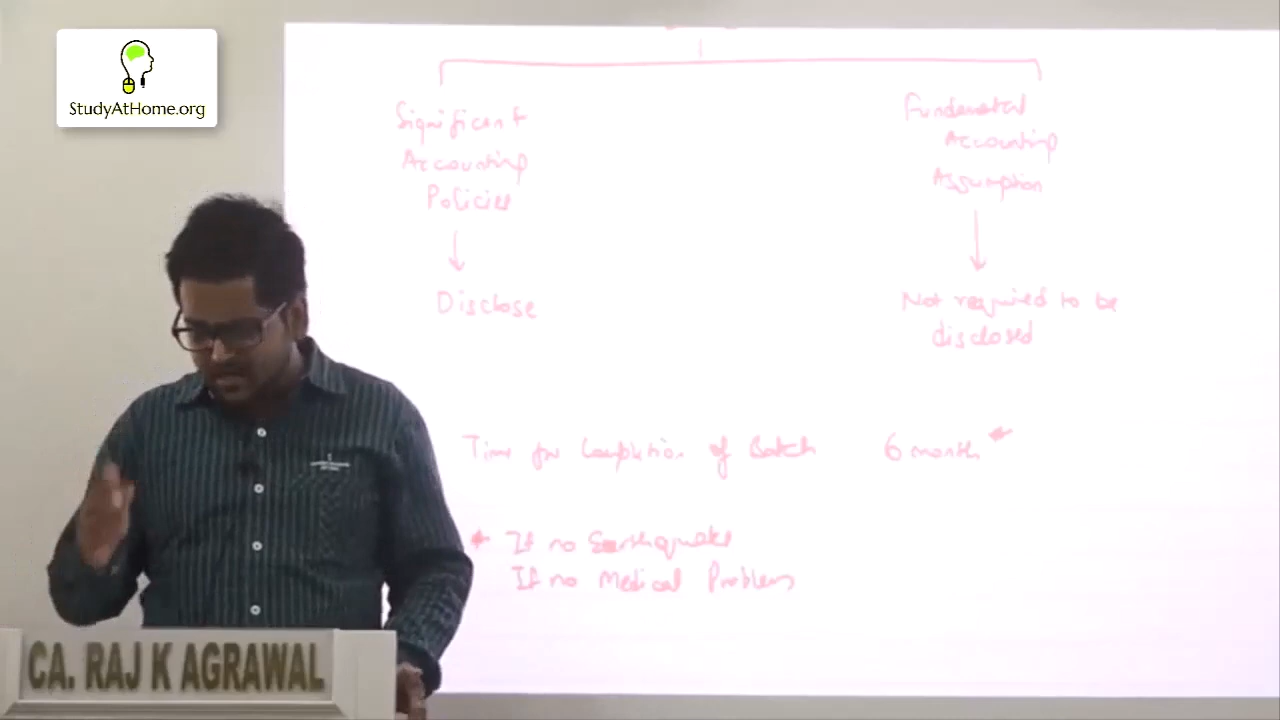 StudyAtHome.org
Significant
Accounting
Policies
Disclose
Fundamental
Accounting
Assumption
Not required to be
disclosed
Time for Completion of Batch 6 month *
* If no Earthquake
If no Medical Problems
CA. RAJ K AGRAWAL